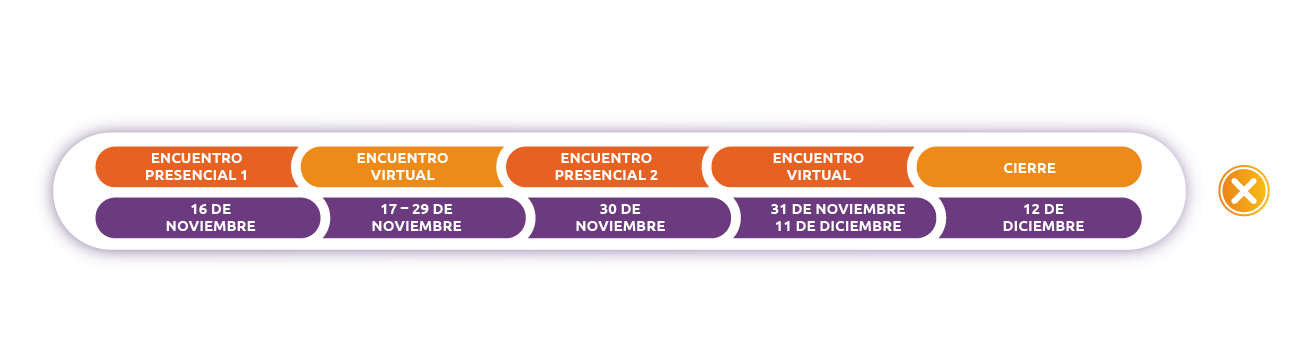 ENCUENTRO
PRESENCIAL 1
ENCUENTRO
VIRTUAL
ENCUENTRO
PRESENCIAL 2
ENCUENTRO
VIRTUAL
CIERRE
16 DE
NOVIEMBRE
17 – 29 DE
NOVIEMBRE
30 DE
NOVIEMBRE
31 DE NOVIEMBRE
11 DE DICIEMBRE
12 DE
DICIEMBRE